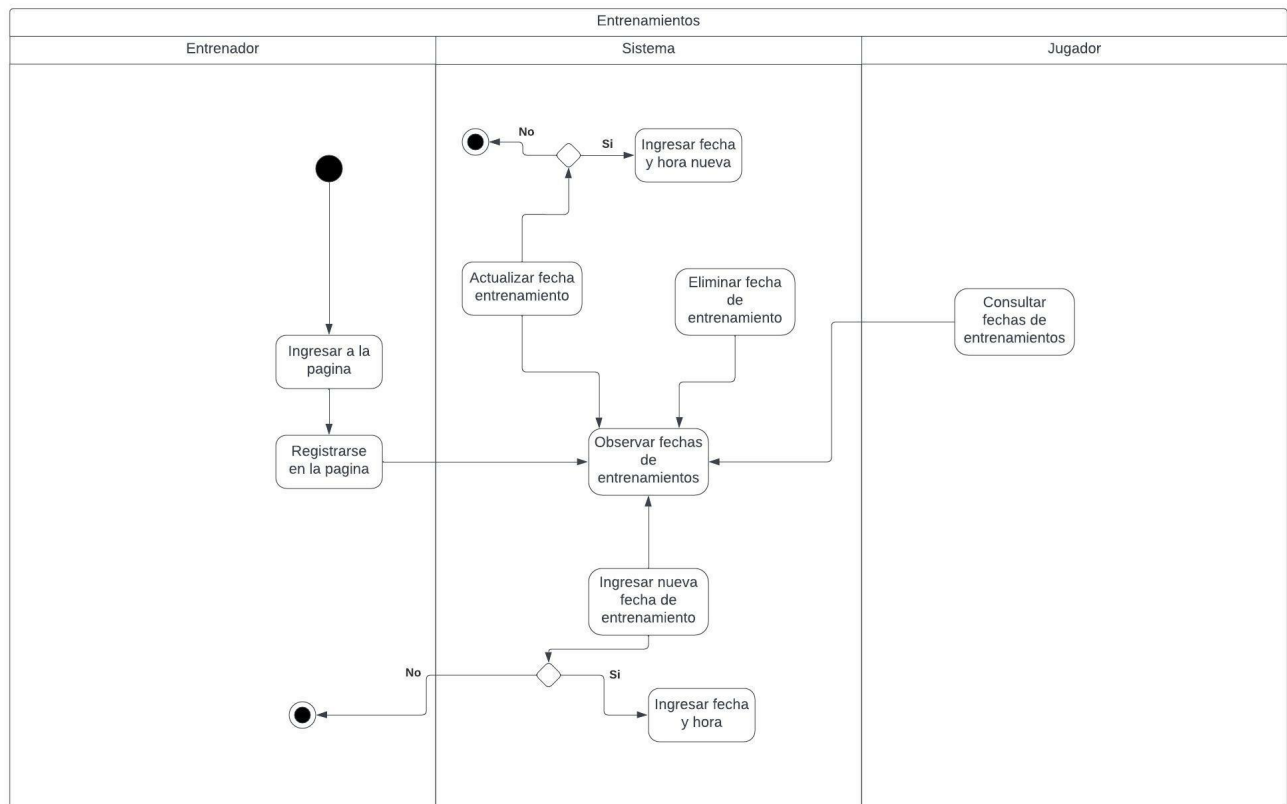 Entrenamientos
Entrenador
Sistema
Jugador
No
Si
Ingresar fecha
y hora nueva
Actualizar fecha
entrenamiento
Eliminar fecha
de
entrenamiento
Consultar
fechas de
entrenamientos
Ingresar a la
pagina
Registrarse
en la pagina
Observar fechas
de
entrenamientos
Ingresar nueva
fecha de
entrenamiento
No
Si
Ingresar fecha
y hora